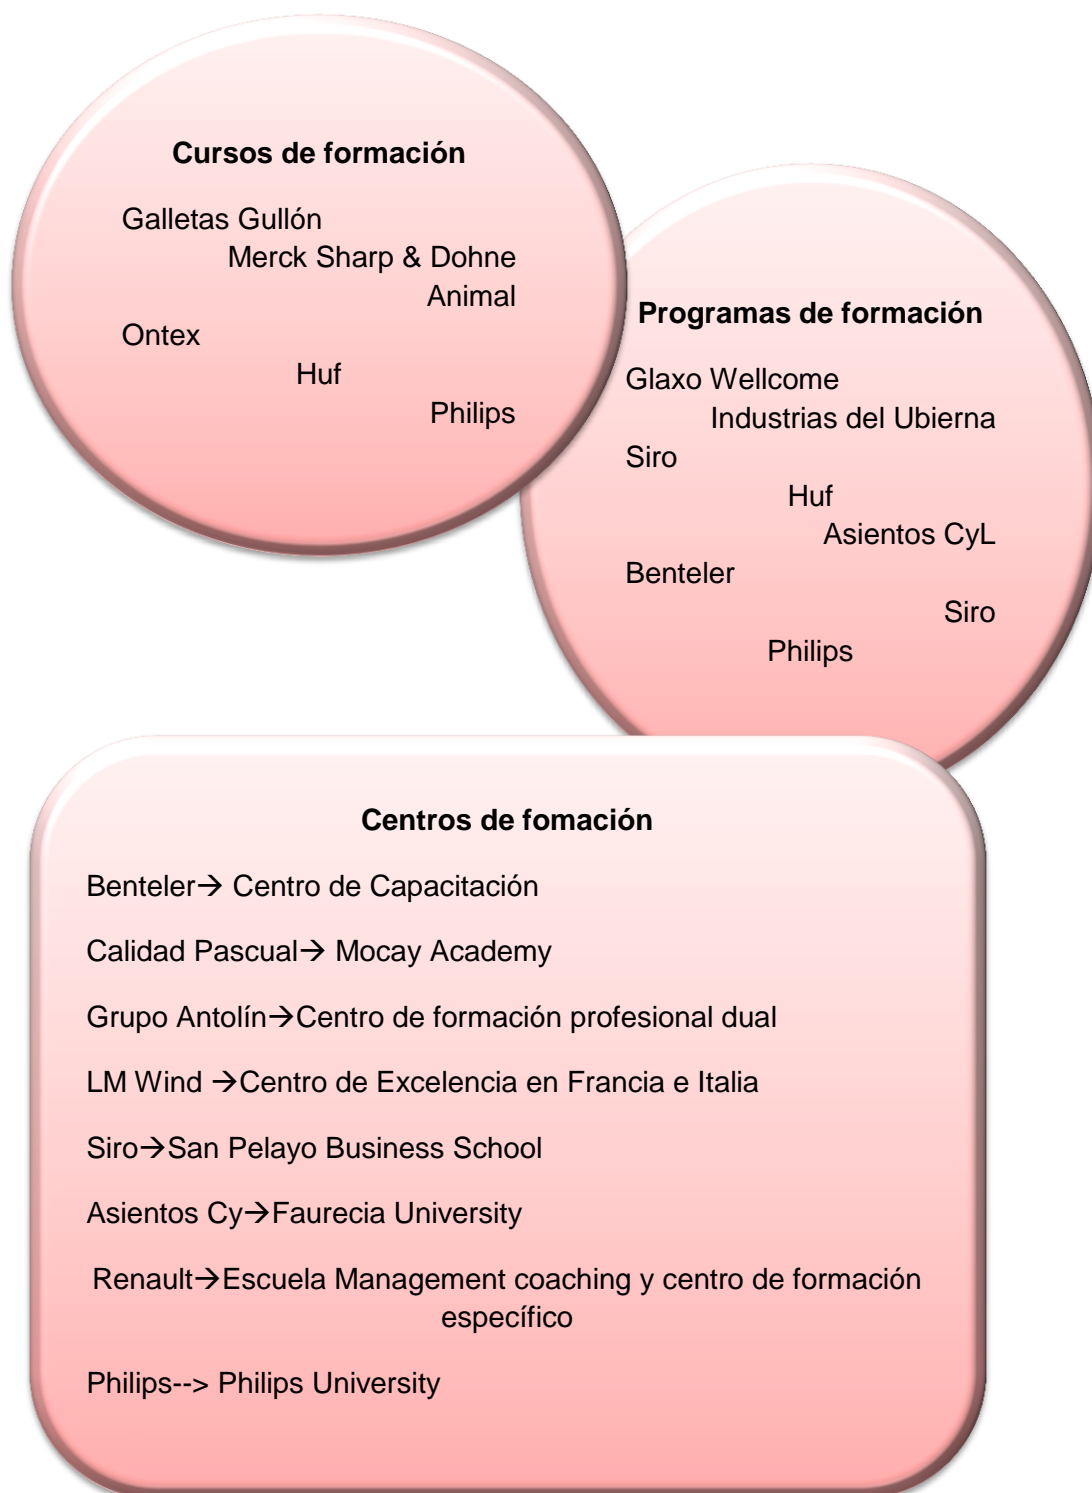 Cursos de formación
Galletas Gullón
Merck Sharp & Dohne
Animal
Ontex
Huf
Philips
Programas de formación
Glaxo Wellcome
Industrias del Ubierna
Siro
Huf
Asientos CyL
Benteler
Siro
Philips
Centros de fomación
Benteler→ Centro de Capacitación
Calidad Pascual→ Mocay Academy
Grupo Antolín→Centro de formación profesional dual
LM Wind →Centro de Excelencia en Francia e Italia
Siro→San Pelayo Business School
Asientos Cy→Faurecia University
Renault→Escuela Management coaching y centro de formación
específico
Philips--> Philips University